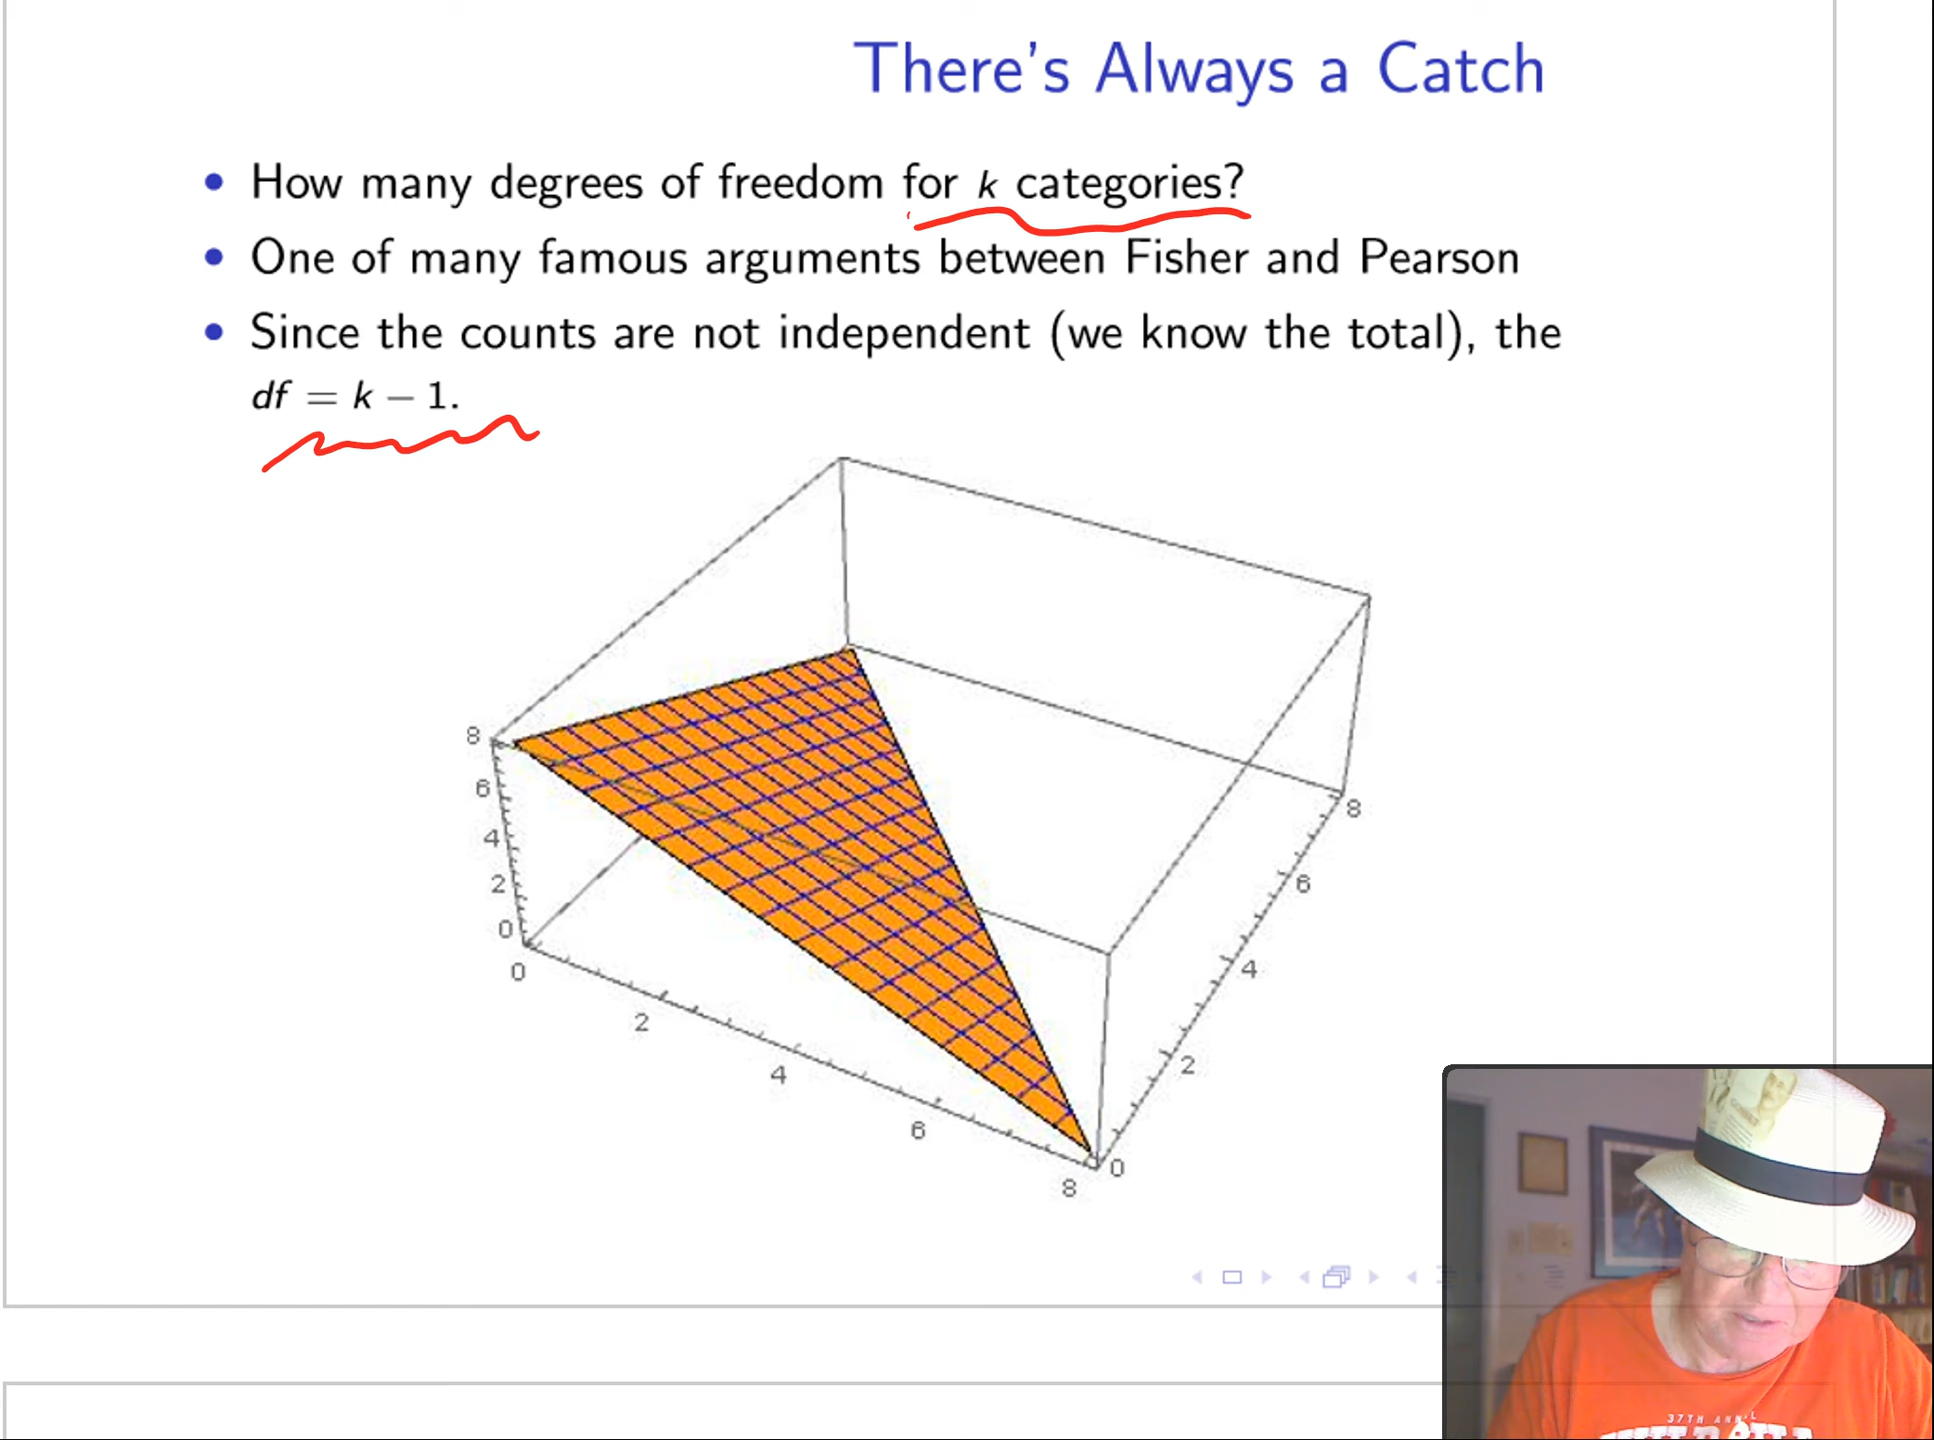 There's Always a Catch
• How many degrees of freedom for k categories?
• One of many famous arguments between Fisher and Pearson
• Since the counts are not independent (we know the total), the
df = k − 1.
8
6
4
2
0
0
2
4
6
8
0
2
4
6
8
37TH